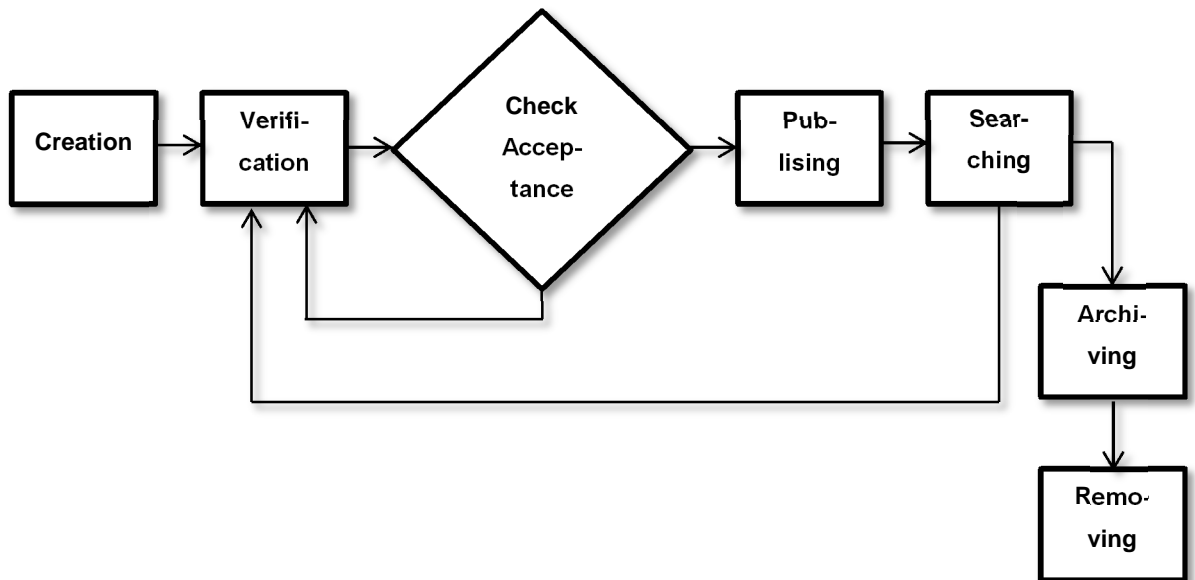 Creation
Verifi-
cation
Check
Accep-
tance
Pub-
lising
Sear-
ching
Archi-
ving
Remo-
ving